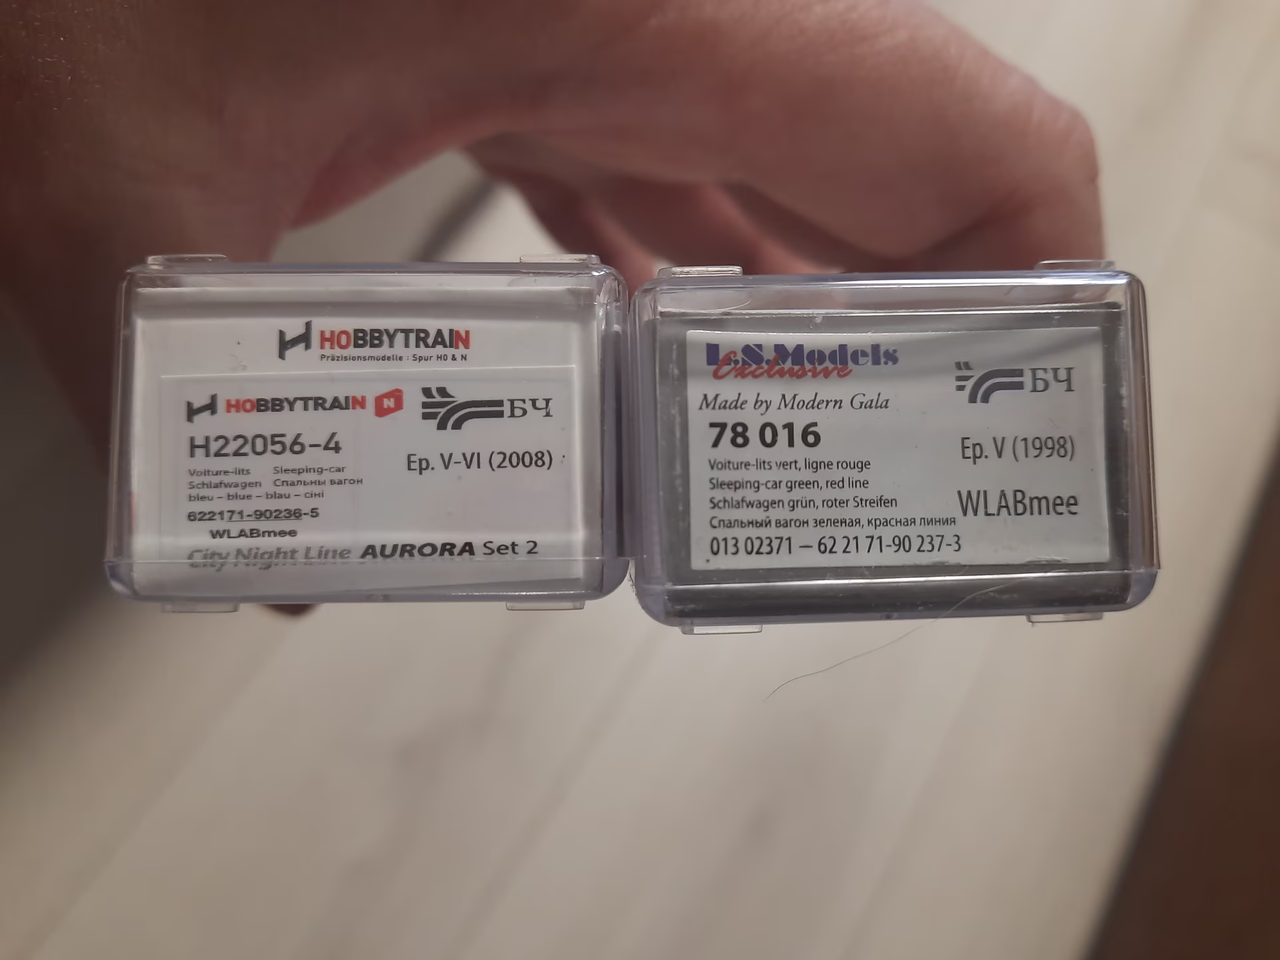 HOBBYTRAIN
Präzisionsmodelle : Spur H0 & N
HOBBYTRAIN N
БЧ
H22056-4
Ep. V-VI (2008)
Voiture-lits Sleeping-car
Schlafwagen Спальны вагон
bleu – blue – blau – сіні
622171-90236-5
WLABmee
City Night Line AURORA Set 2
L.S.Models
Exclusive
БЧ
Made by Modern Gala
78 016
Ep. V (1998)
Voiture-lits vert, ligne rouge
Sleeping-car green, red line
Schlafwagen grün, roter Streifen
WLABmee
Спальный вагон зеленая, красная линия
013 02371 — 62 21 71-90 237-3